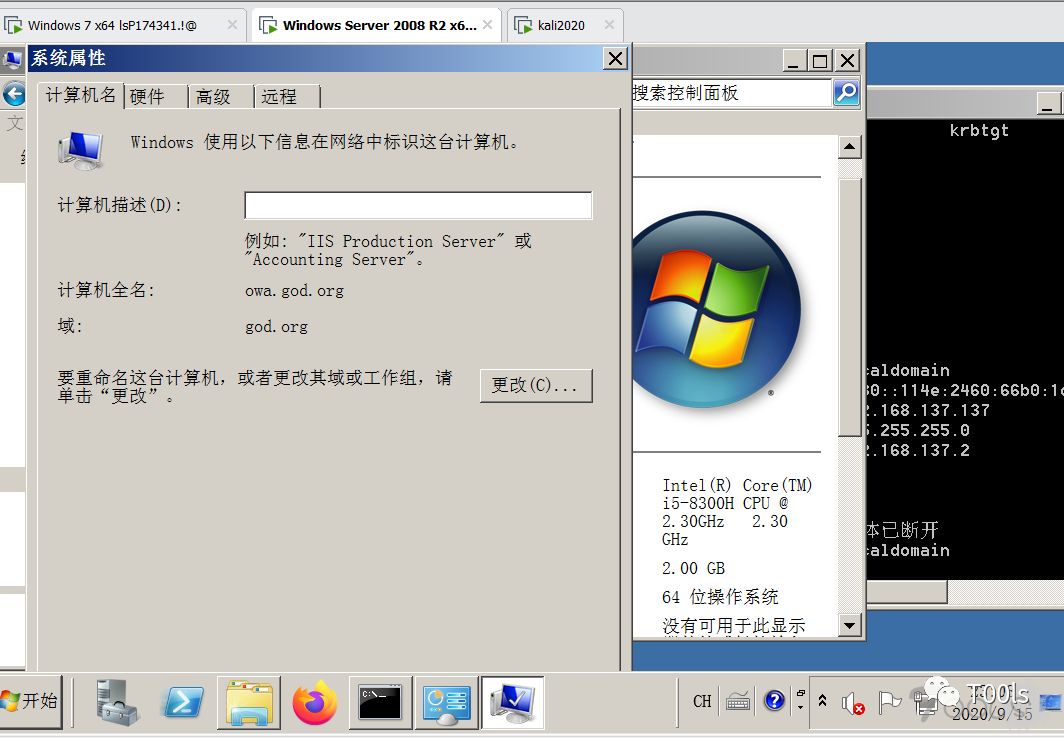 Windows 7 x64 lsP174341.!@
Windows Server 2008 R2 x6...
kali2020
系统属性
计算机名
硬件
高级
远程
Windows 使用以下信息在网络中标识这台计算机。
计算机描述(D):
例如: "IIS Production Server" 或
"Accounting Server"。
计算机全名:
owa.god.org
域:
god.org
要重命名这台计算机，或者更改其域或工作组，请
单击“更改”。
更改(C)...
搜索控制面板
Intel(R) Core(TM)
i5-8300H CPU @
2.30GHz 2.30
GHz
2.00 GB
64 位操作系统
没有可用于此显示
krbtgt
caldomain
80::114e:2460:66b0:1c
2.168.137.137
5.255.255.0
2.168.137.2
体已断开
caldomain
开始
CH
T00ls
2020/9/15